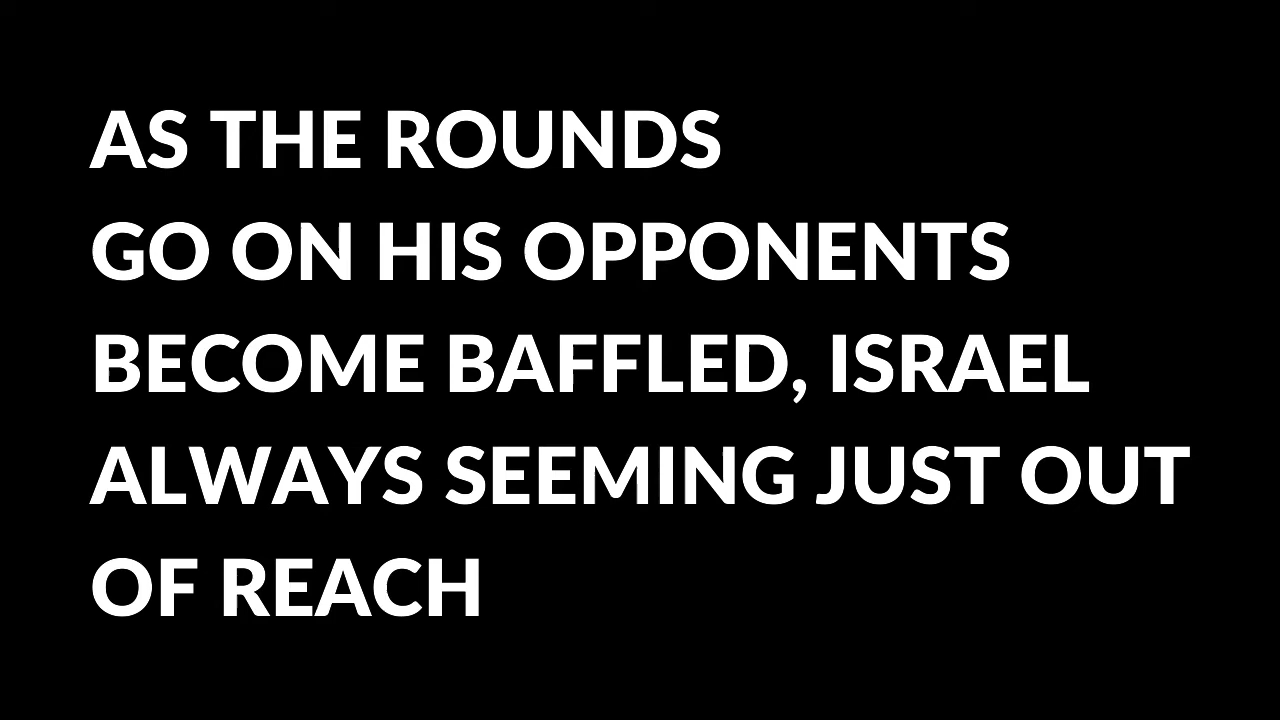 AS THE ROUNDS
GO ON HIS OPPONENTS
BECOME BAFFLED, ISRAEL
ALWAYS SEEMING JUST OUT
OF REACH